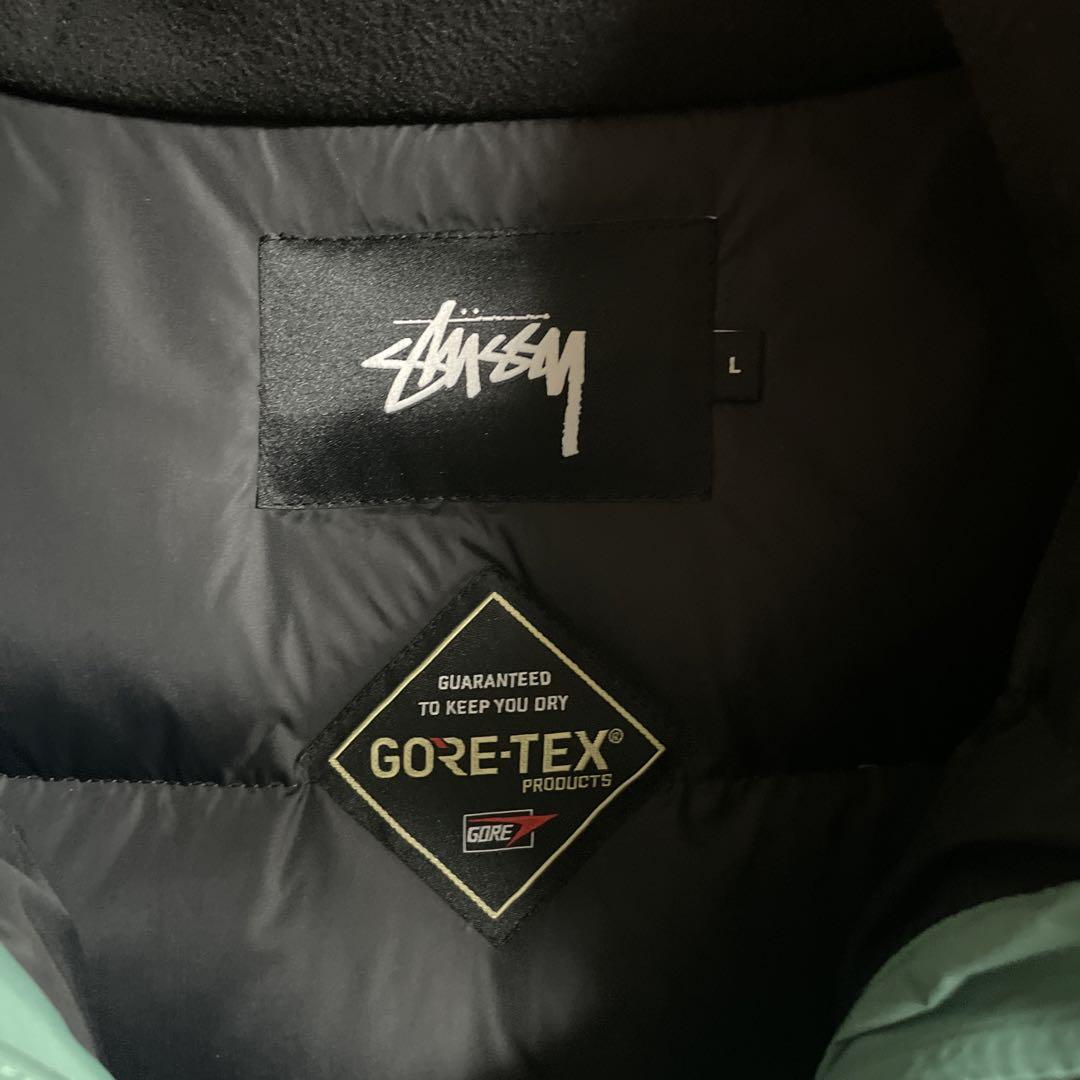 Stüssy
L
GUARANTEED
TO KEEP YOU DRY
GORE-TEX®
PRODUCTS
GORE